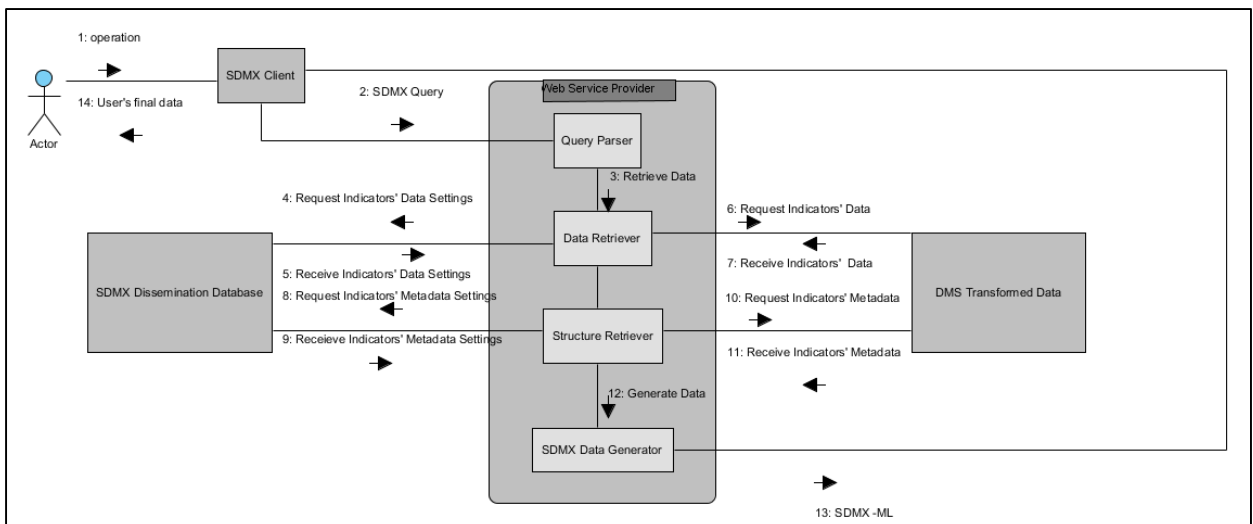 1: operation
SDMX Client
14: User's final data
Actor
2: SDMX Query
Web Service Provider
Query Parser
3: Retrieve Data
4: Request Indicators' Data Settings
6: Request Indicators' Data
Data Retriever
5: Receive Indicators' Data Settings
7: Receive Indicators'  Data
SDMX Dissemination Database
8: Request Indicators' Metadata Settings
10: Request Indicators' Metadata
DMS Transformed Data
Structure Retriever
9: Receieve Indicators' Metadata Settings
11: Receive Indicators' Metadata
12: Generate Data
SDMX Data Generator
13: SDMX -ML